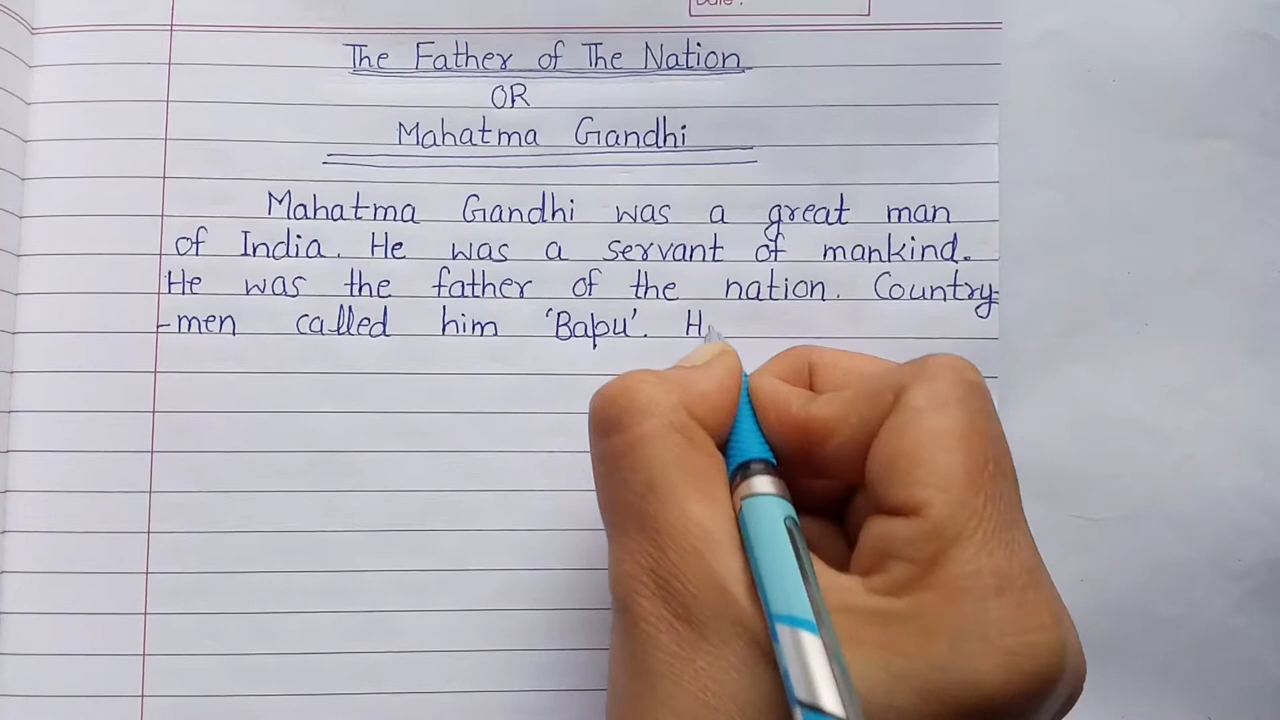 Date :
The Father of The Nation
OR
Mahatma Gandhi
Mahatma Gandhi was a great man
of India. He was a servant of mankind.
He was the father of the nation. Country-
-men called him 'Bapu'. H